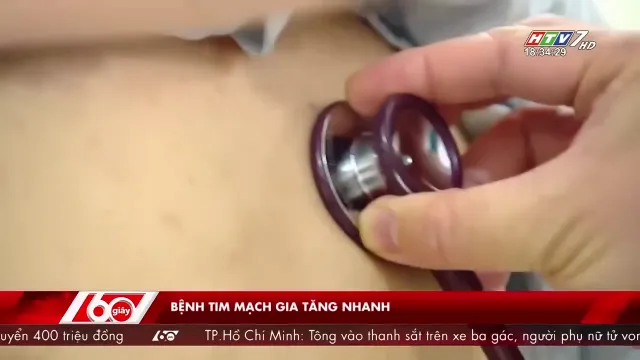 HTV7 HD
18:34:29
60 giây
BỆNH TIM MẠCH GIA TĂNG NHANH
uyển 400 triệu đồng 60 TP.Hồ Chí Minh: Tông vào thanh sắt trên xe ba gác, người phụ nữ tử vo